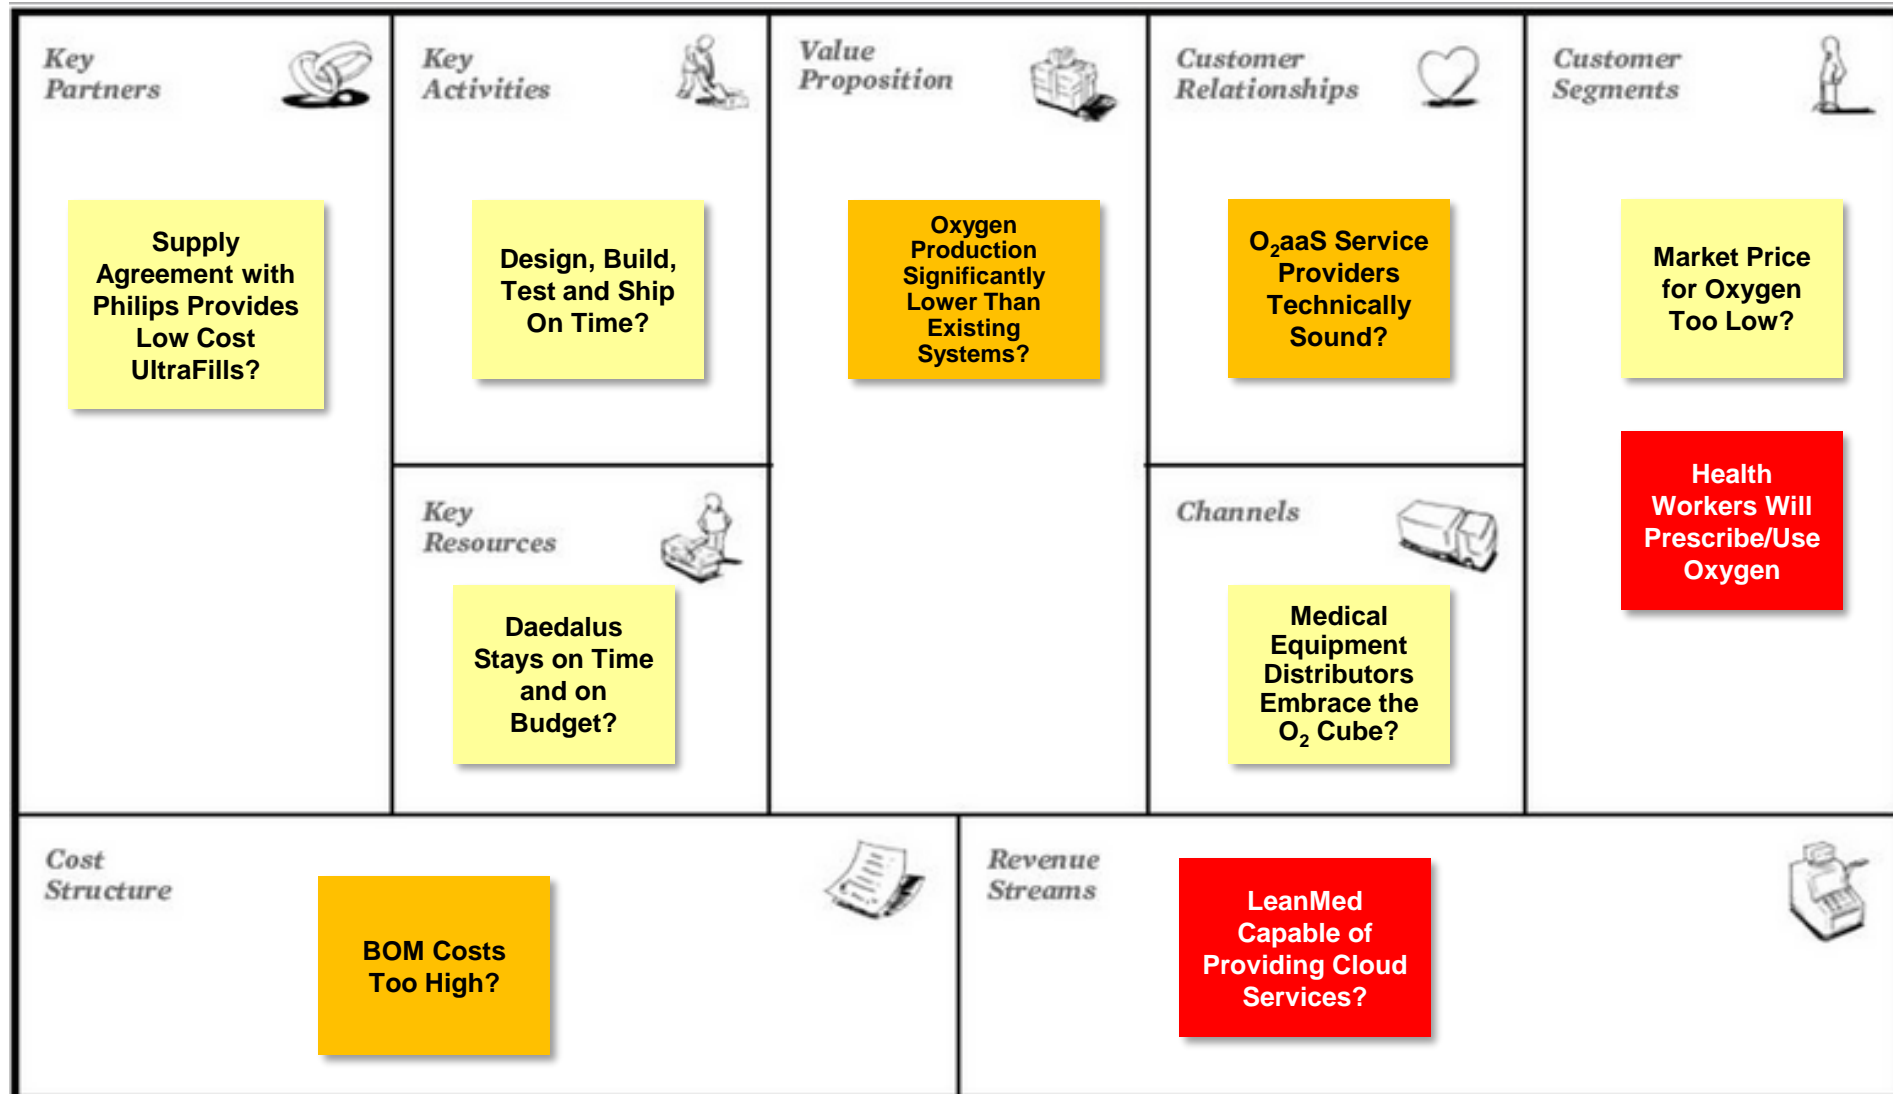 Key
Partners
Supply
Agreement with
Philips Provides
Low Cost
UltraFills?
Key
Activities
Design, Build,
Test and Ship
On Time?
Key
Resources
Daedalus
Stays on Time
and on
Budget?
Value
Proposition
Oxygen
Production
Significantly
Lower Than
Existing
Systems?
Customer
Relationships
O₂aaS Service
Providers
Technically
Sound?
Channels
Medical
Equipment
Distributors
Embrace the
O₂ Cube?
Customer
Segments
Market Price
for Oxygen
Too Low?
Health
Workers Will
Prescribe/Use
Oxygen
Cost
Structure
BOM Costs
Too High?
Revenue
Streams
LeanMed
Capable of
Providing Cloud
Services?